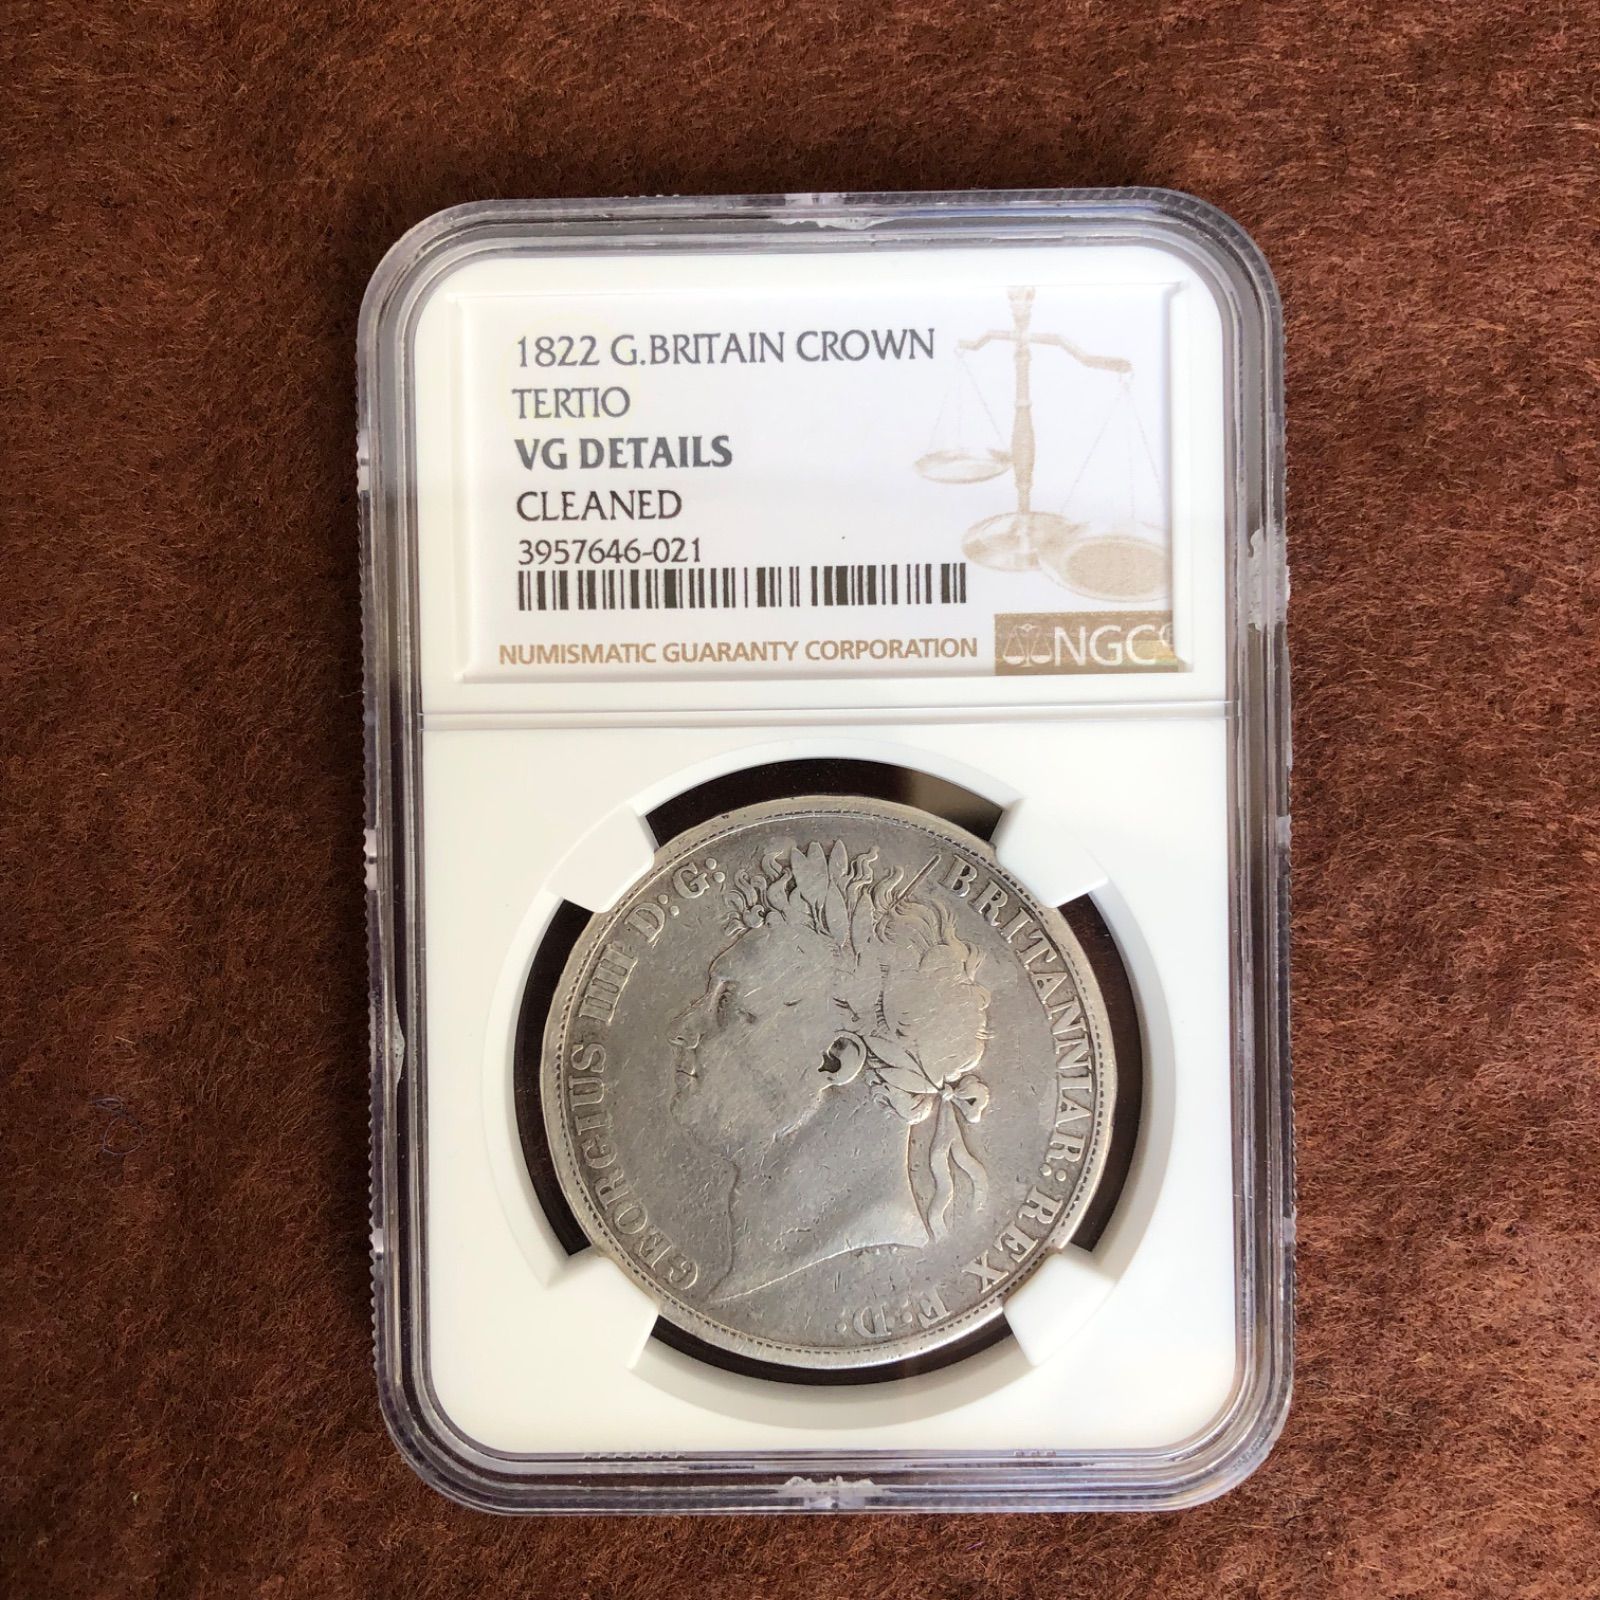 1822 G.BRITAIN CROWN
TERTIO
VG DETAILS
CLEANED
3957646-021
NUMISMATIC GUARANTY CORPORATION
NGC
GEORGIUS IIII D:G: BRITANNIAR: REX F:D: